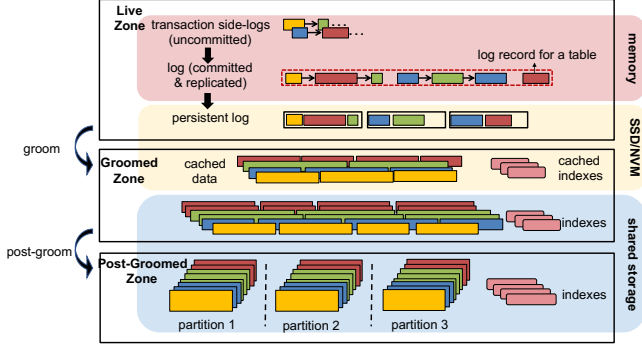 Live
Zone
transaction side-logs
(uncommitted)
log (committed
& replicated)
log record for a table
persistent log
memory
SSD/NVM
groom
Groomed
Zone
cached
data
cached
indexes
indexes
shared storage
post-groom
Post-Groomed
Zone
indexes
partition 1
partition 2
partition 3